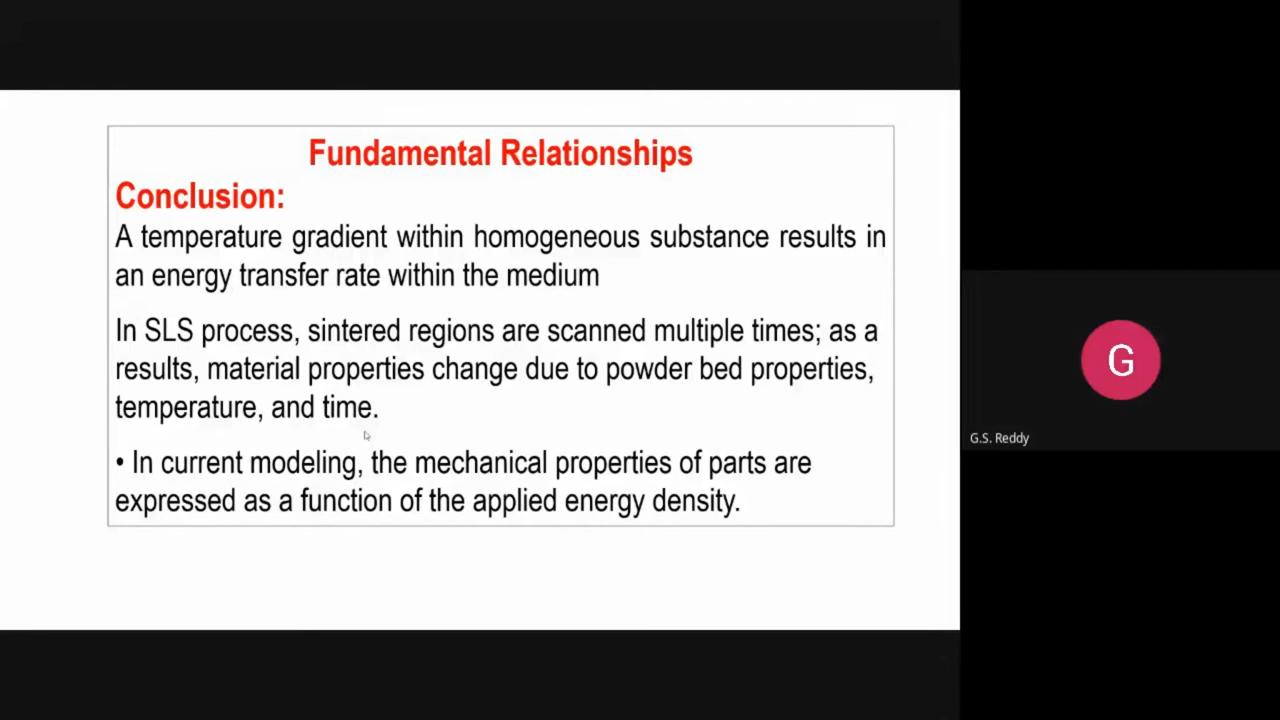 Fundamental Relationships
Conclusion:
A temperature gradient within homogeneous substance results in
an energy transfer rate within the medium
In SLS process, sintered regions are scanned multiple times; as a
results, material properties change due to powder bed properties,
temperature, and time.
• In current modeling, the mechanical properties of parts are
expressed as a function of the applied energy density.
G
G.S. Reddy